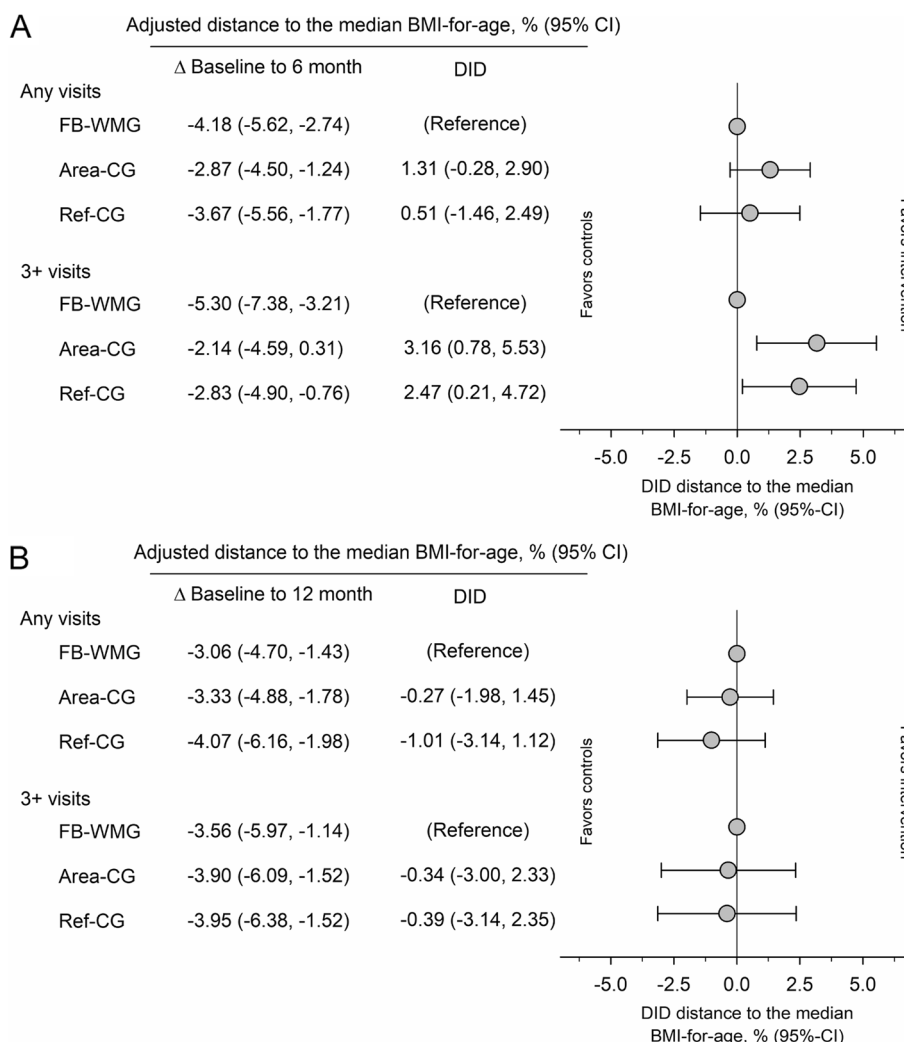 A
Adjusted distance to the median BMI-for-age, % (95% CI)
Δ Baseline to 6 month DID
Any visits
FB-WMG -4.18 (-5.62, -2.74) (Reference)
Area-CG -2.87 (-4.50, -1.24) 1.31 (-0.28, 2.90)
Ref-CG -3.67 (-5.56, -1.77) 0.51 (-1.46, 2.49)
3+ visits
FB-WMG -5.30 (-7.38, -3.21) (Reference)
Area-CG -2.14 (-4.59, 0.31) 3.16 (0.78, 5.53)
Ref-CG -2.83 (-4.90, -0.76) 2.47 (0.21, 4.72)
Favors controls
-5.0 -2.5 0.0 2.5 5.0
DID distance to the median
BMI-for-age, % (95%-CI)
B
Adjusted distance to the median BMI-for-age, % (95% CI)
Δ Baseline to 12 month DID
Any visits
FB-WMG -3.06 (-4.70, -1.43) (Reference)
Area-CG -3.33 (-4.88, -1.78) -0.27 (-1.98, 1.45)
Ref-CG -4.07 (-6.16, -1.98) -1.01 (-3.14, 1.12)
3+ visits
FB-WMG -3.56 (-5.97, -1.14) (Reference)
Area-CG -3.90 (-6.09, -1.52) -0.34 (-3.00, 2.33)
Ref-CG -3.95 (-6.38, -1.52) -0.39 (-3.14, 2.35)
Favors controls
-5.0 -2.5 0.0 2.5 5.0
DID distance to the median
BMI-for-age, % (95%-CI)